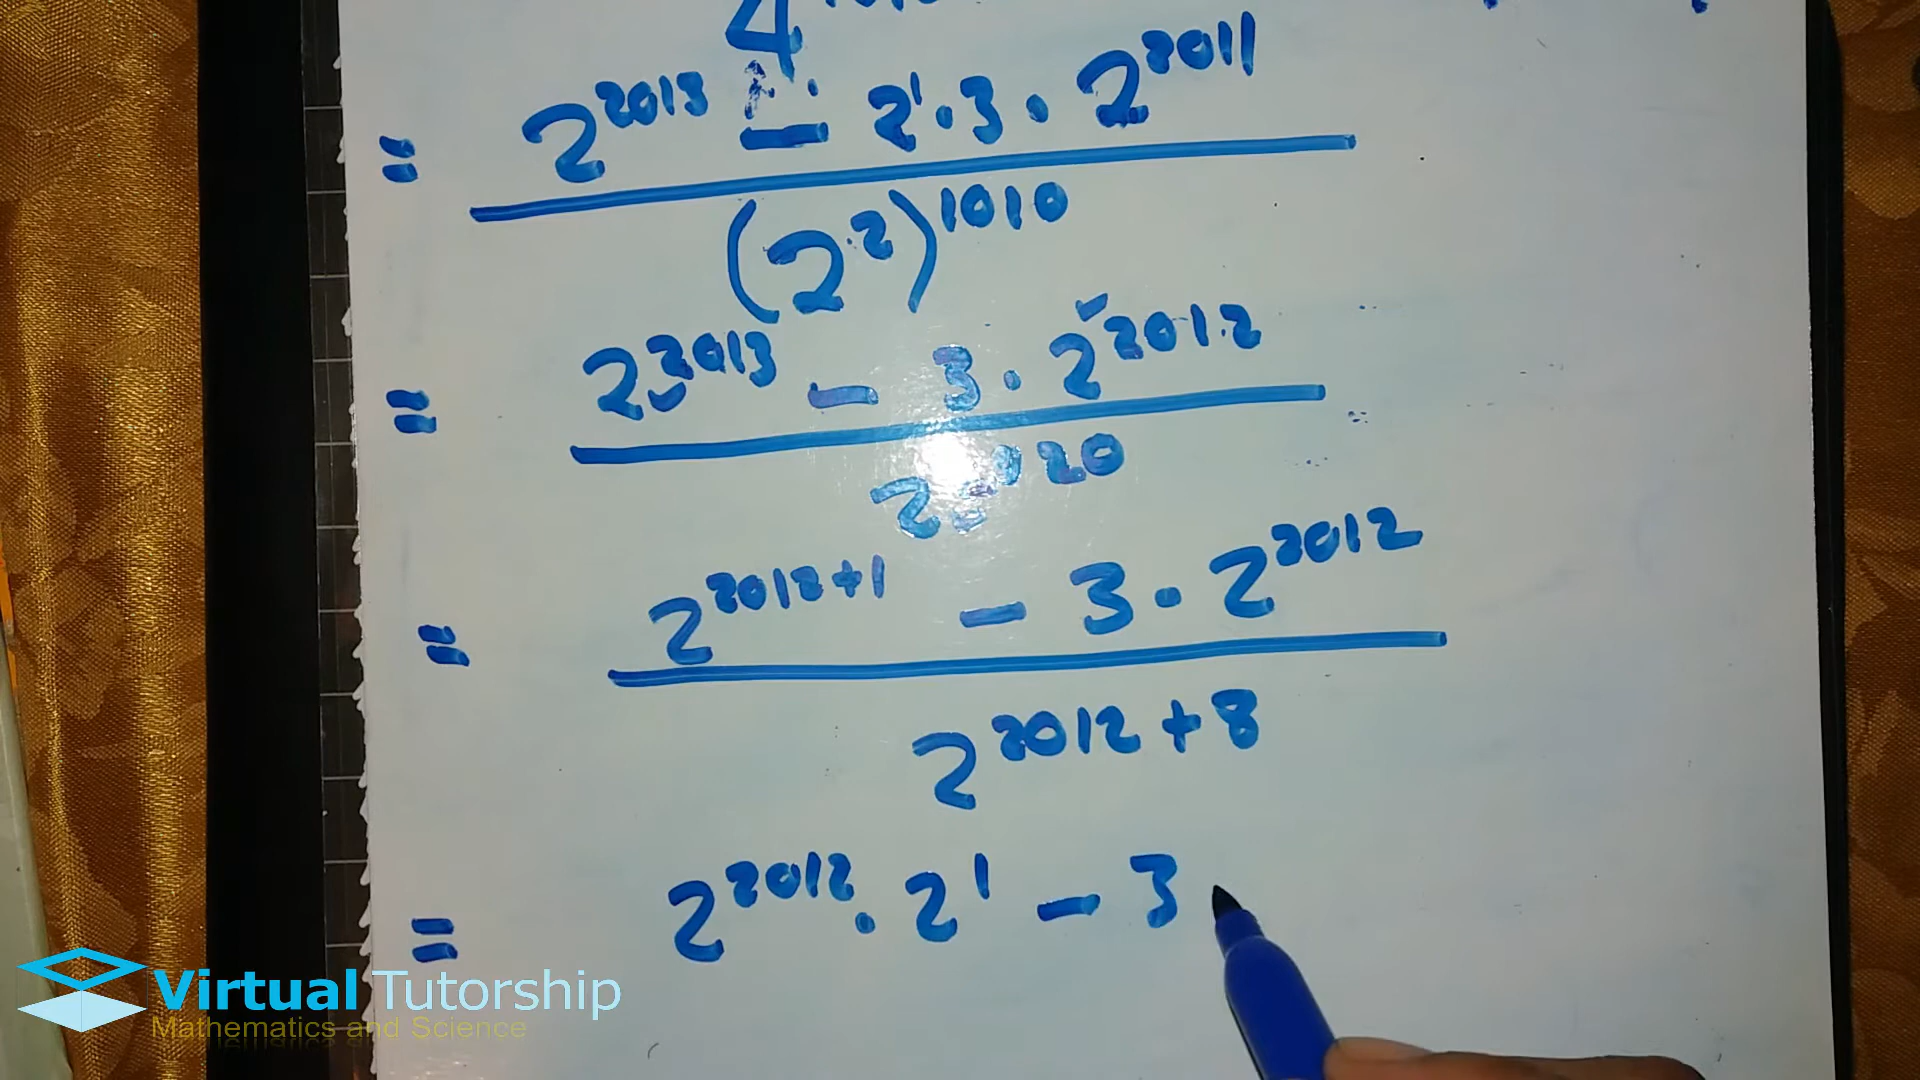 4
= 2^2013 - 2^1 · 3 · 2^2011
(2^2)^1010
= 2^2013 - 3 · 2^2012
2^2020
= 2^2012+1 - 3 · 2^2012
2^2012+8
= 2^2012 · 2^1 - 3
Virtual Tutorship
Mathematics and Science